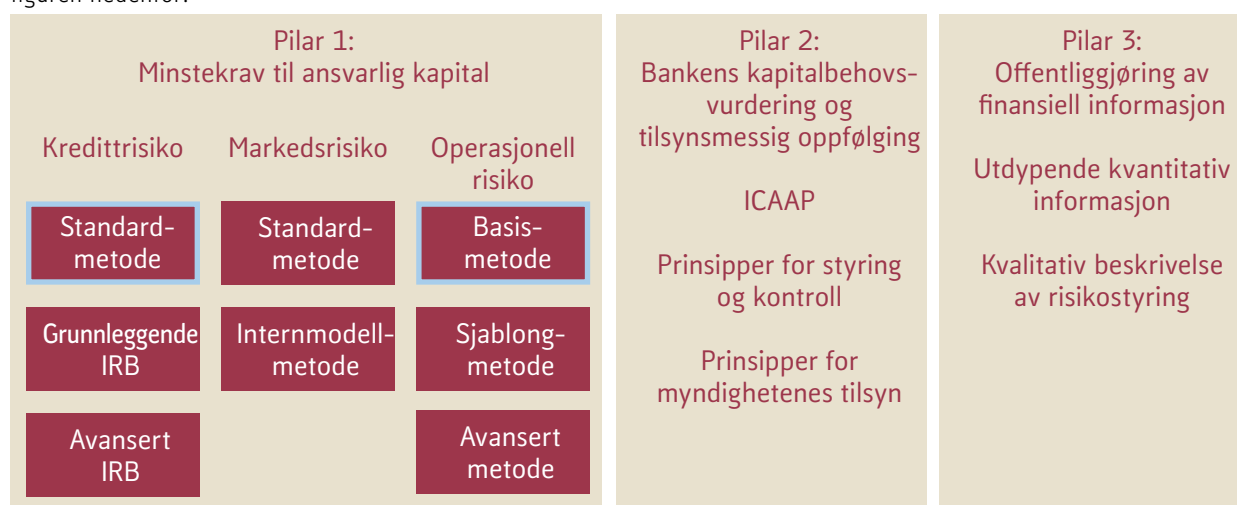 figuren nedenfor:
Pilar 1:
Minstekrav til ansvarlig kapital
Kredittrisiko
Markedsrisiko
Operasjonell
risiko
Standard-
metode
Standard-
metode
Basis-
metode
Grunnleggende
IRB
Internmodell-
metode
Sjablong-
metode
Avansert
IRB
Avansert
metode
Pilar 2:
Bankens kapitalbehovs-
vurdering og
tilsynsmessig oppfølging
ICAAP
Prinsipper for styring
og kontroll
Prinsipper for
myndighetenes tilsyn
Pilar 3:
Offentliggjøring av
finansiell informasjon
Utdypende kvantitativ
informasjon
Kvalitativ beskrivelse
av risikostyring